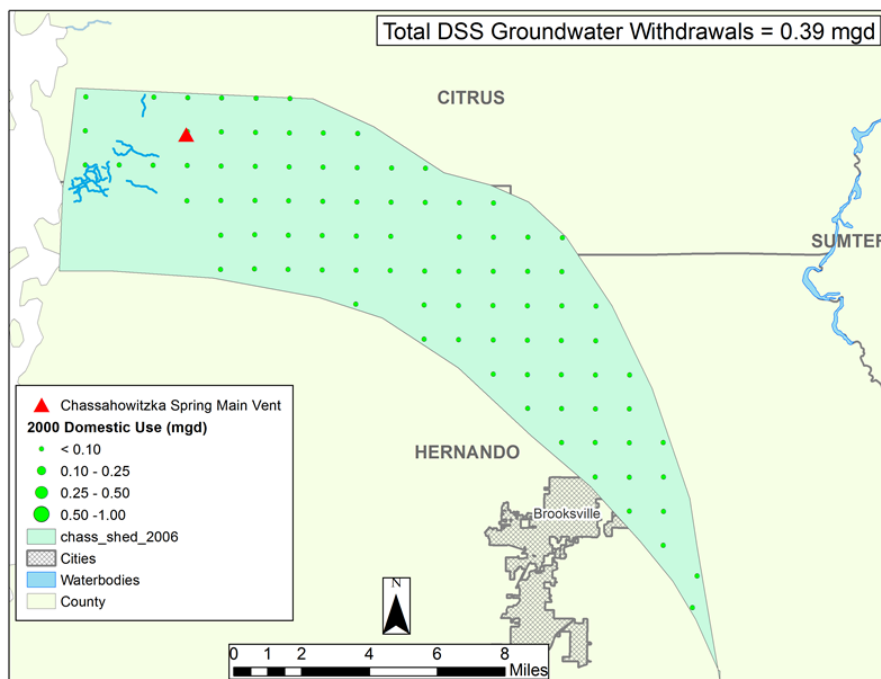 Total DSS Groundwater Withdrawals = 0.39 mgd
CITRUS
SUMTER
HERNANDO
Brooksville
Chassahowitzka Spring Main Vent
2000 Domestic Use (mgd)
< 0.10
0.10 - 0.25
0.25 - 0.50
0.50 -1.00
chass_shed_2006
Cities
Waterbodies
County
N
0 1 2 4 6 8
Miles